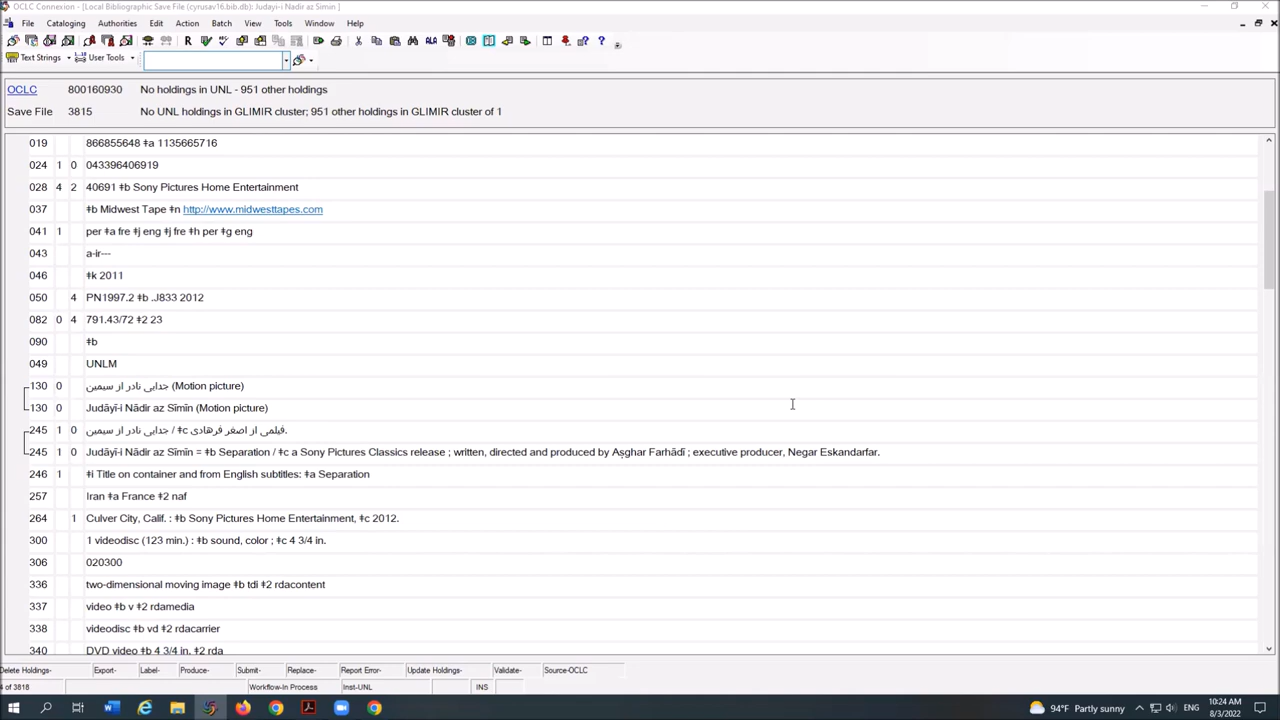 OCLC Connexion - [Local Bibliographic Save File (cyrusav16.bib.db): Judayi-i Nadir az Simin ]
File Cataloging Authorities Edit Action Batch View Tools Window Help
R ALA ?
Text Strings User Tools
OCLC 800160930 No holdings in UNL - 951 other holdings
Save File 3815 No UNL holdings in GLIMIR cluster; 951 other holdings in GLIMIR cluster of 1
019 866855648 ‡a 1135665716
024 1 0 043396406919
028 4 2 40691 ‡b Sony Pictures Home Entertainment
037 ‡b Midwest Tape ‡n http://www.midwesttapes.com
041 1 per ‡a fre ‡j eng ‡j fre ‡h per ‡g eng
043 a-ir---
046 ‡k 2011
050 4 PN1997.2 ‡b .J833 2012
082 0 4 791.43/72 ‡2 23
090 ‡b
049 UNLM
130 0 جدایی نادر از سیمین (Motion picture)
130 0 Judāyī-i Nādir az Sīmīn (Motion picture)
245 1 0 جدایی نادر از سیمین / ‡c فیلمی از اصغر فرهادی.
245 1 0 Judāyī-i Nādir az Sīmīn = ‡b Separation / ‡c a Sony Pictures Classics release ; written, directed and produced by Aṣghar Farhādī ; executive producer, Negar Eskandarfar.
246 1 ‡i Title on container and from English subtitles: ‡a Separation
257 Iran ‡a France ‡2 naf
264 1 Culver City, Calif. : ‡b Sony Pictures Home Entertainment, ‡c 2012.
300 1 videodisc (123 min.) : ‡b sound, color ; ‡c 4 3/4 in.
306 020300
336 two-dimensional moving image ‡b tdi ‡2 rdacontent
337 video ‡b v ‡2 rdamedia
338 videodisc ‡b vd ‡2 rdacarrier
340 DVD video ‡b 4 3/4 in. ‡2 rda
Delete Holdings- Export- Label- Produce- Submit- Replace- Report Error- Update Holdings- Validate- Source-OCLC
4 of 3818 Workflow-In Process Inst-UNL INS
94°F Partly sunny 10:24 AM
8/3/2022